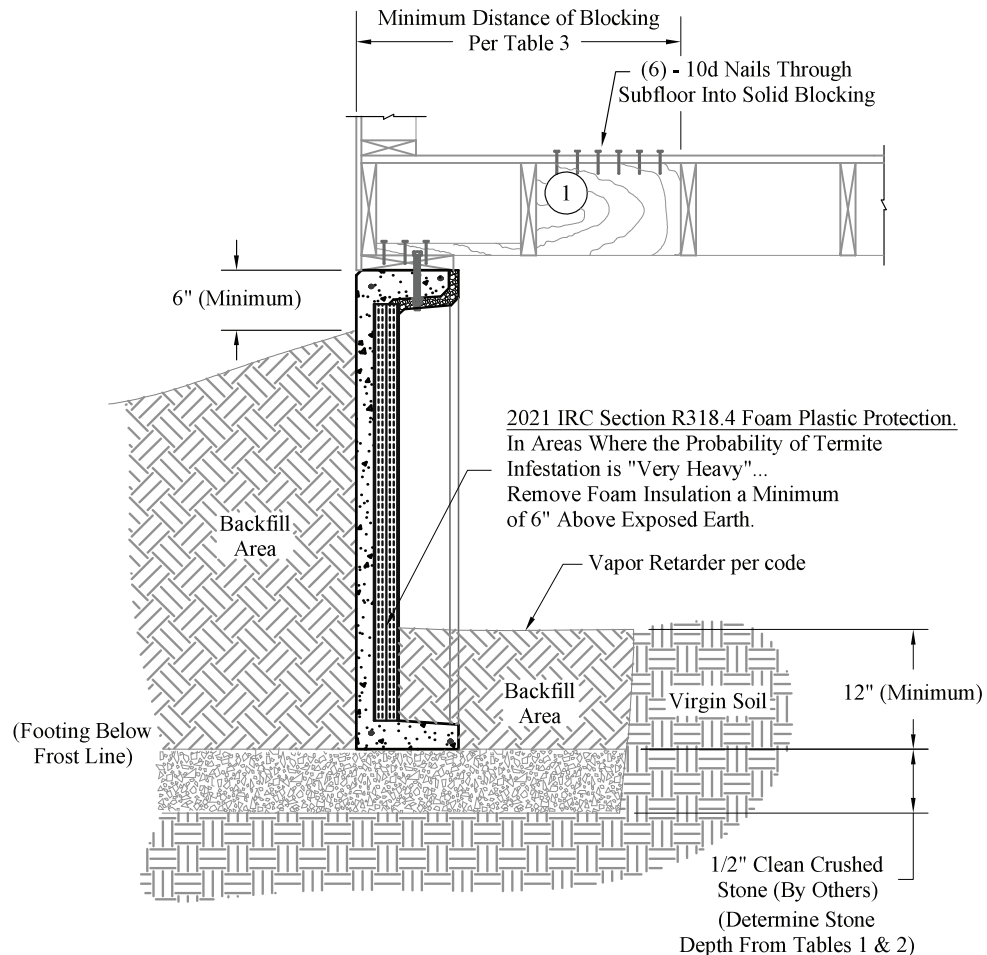 Minimum Distance of Blocking
Per Table 3
(6) - 10d Nails Through
Subfloor Into Solid Blocking
1
6" (Minimum)
2021 IRC Section R318.4 Foam Plastic Protection.
In Areas Where the Probability of Termite
Infestation is "Very Heavy"...
Remove Foam Insulation a Minimum
of 6" Above Exposed Earth.
Backfill
Area
Vapor Retarder per code
Backfill
Area
Virgin Soil
12" (Minimum)
(Footing Below
Frost Line)
1/2" Clean Crushed
Stone (By Others)
(Determine Stone
Depth From Tables 1 & 2)